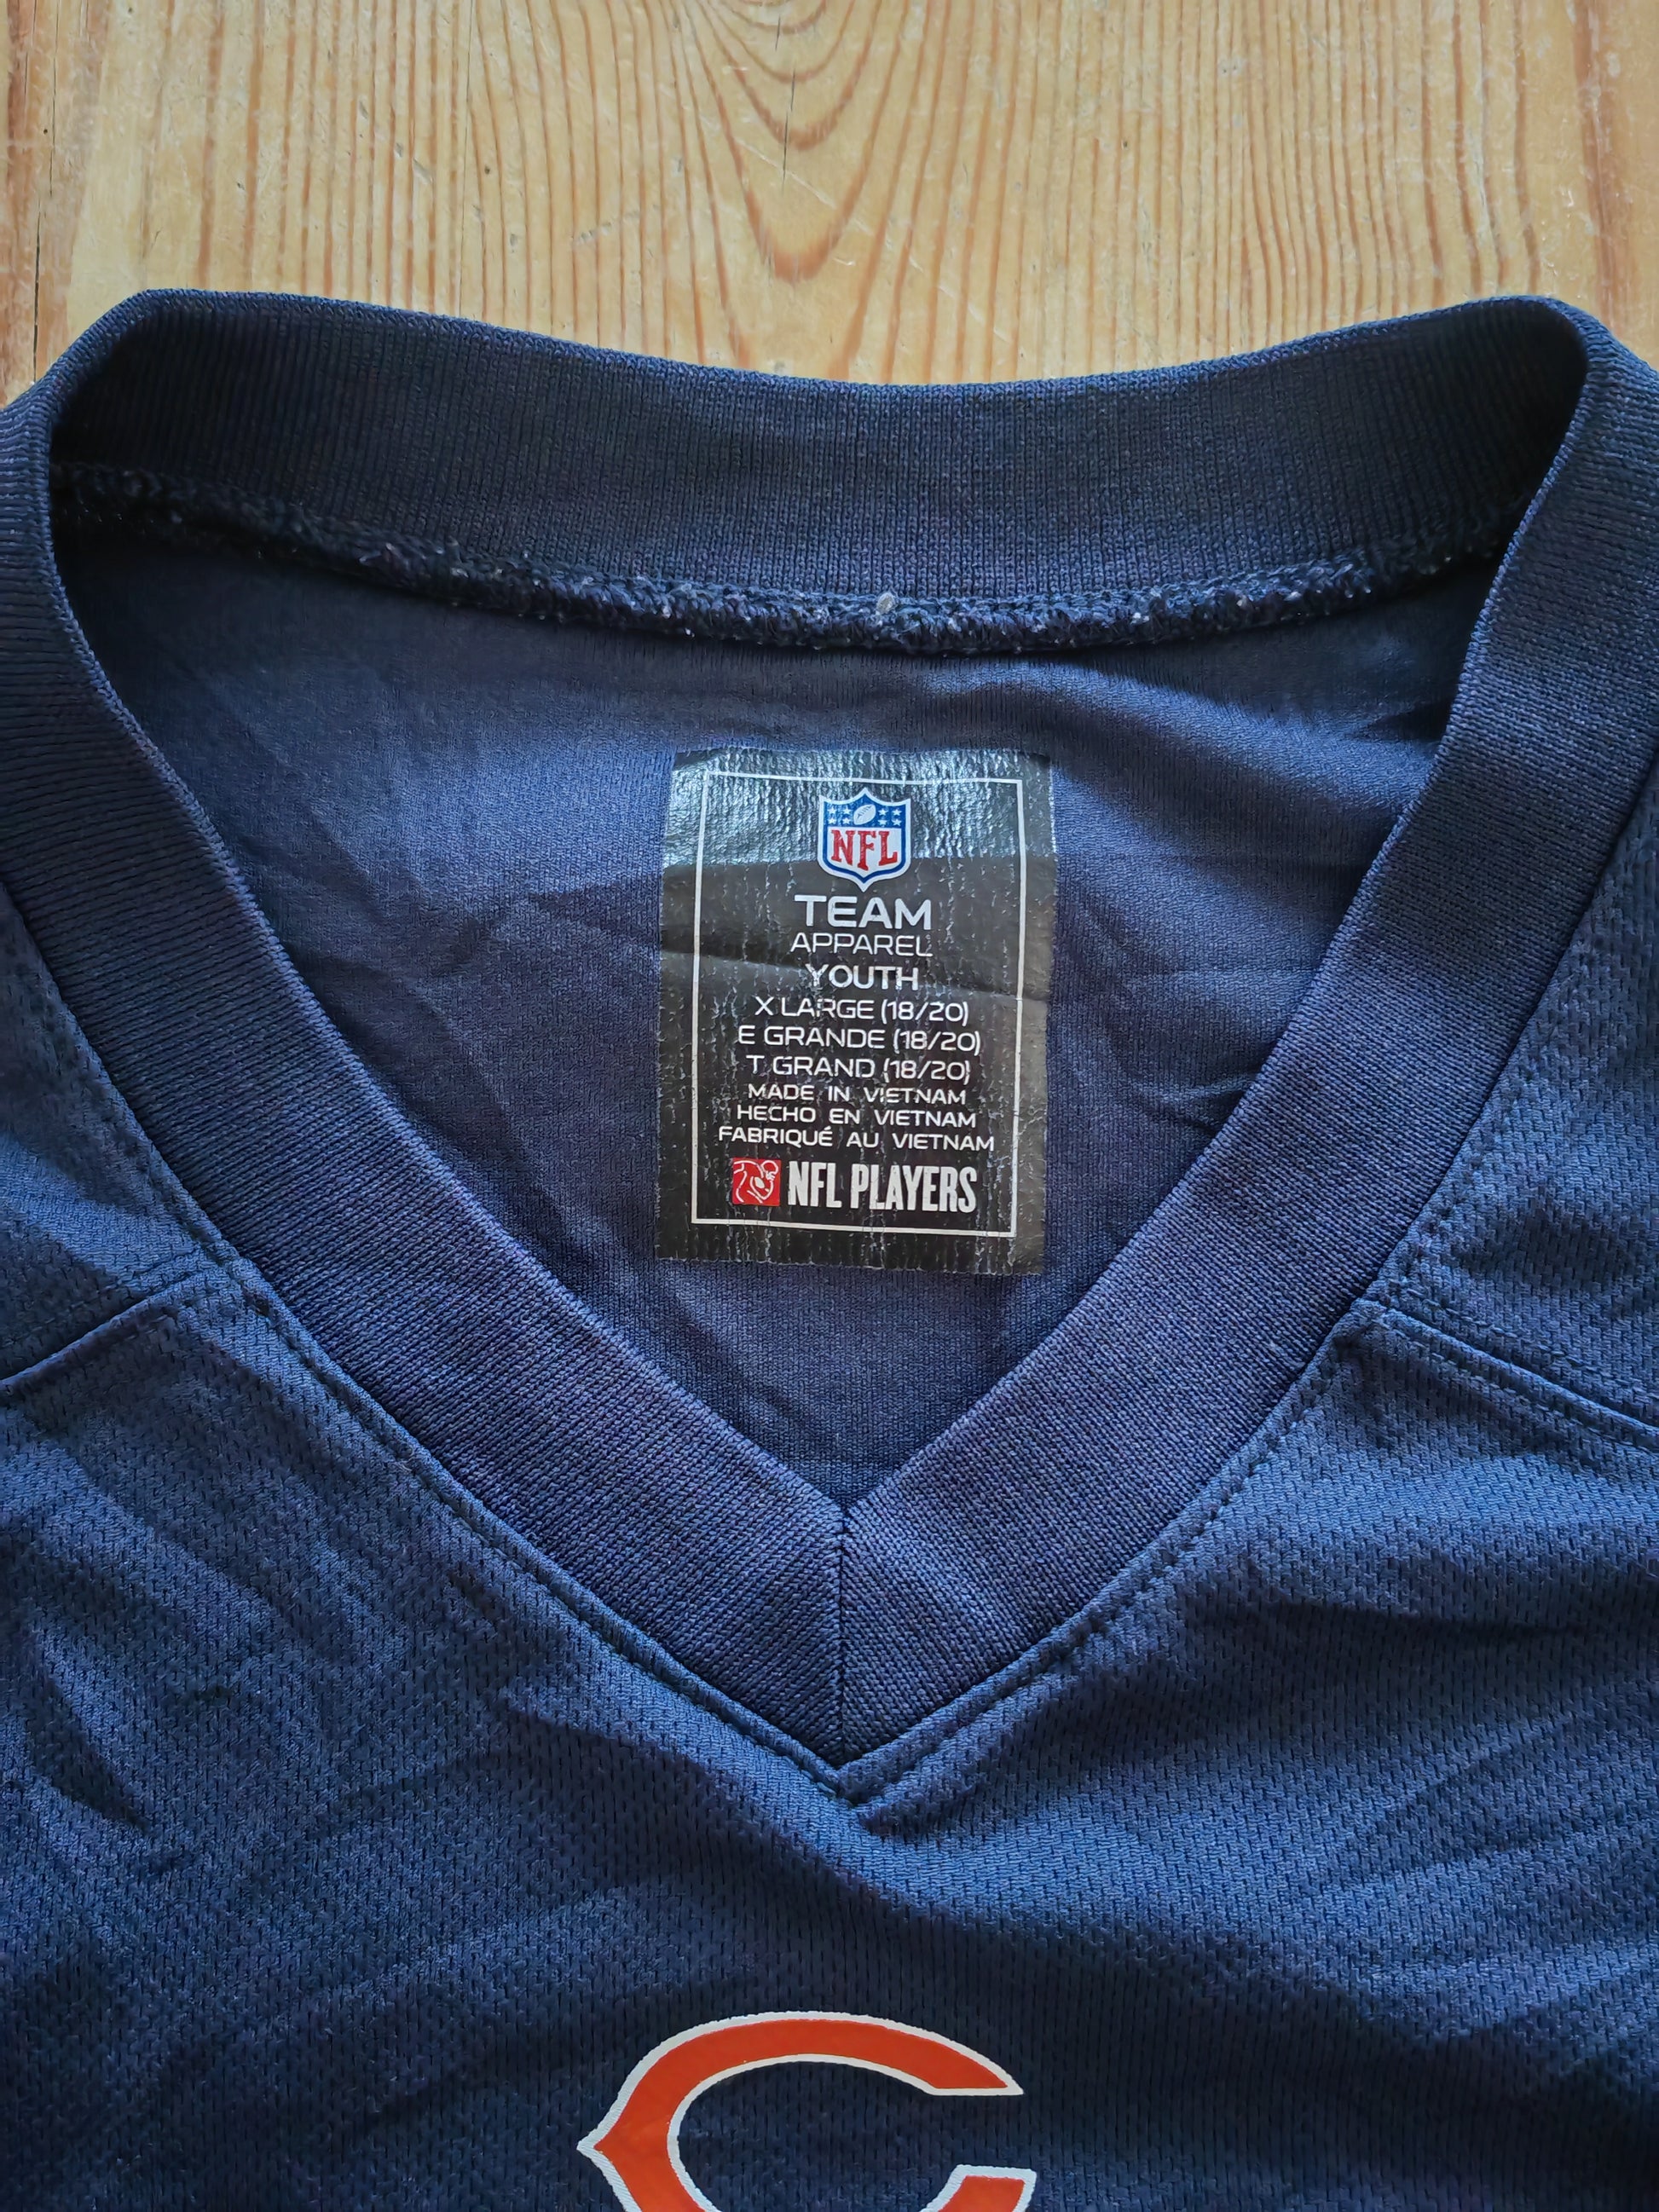 NFL
TEAM
APPAREL
YOUTH
X LARGE (18/20)
E GRANDE (18/20)
T GRAND (18/20)
MADE IN VIETNAM
HECHO EN VIETNAM
FABRIQUÉ AU VIETNAM
NFL PLAYERS
C